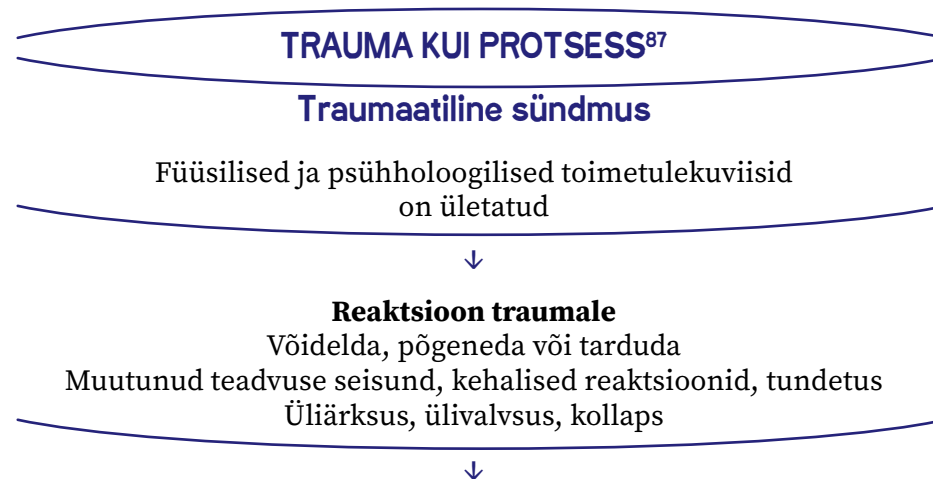 TRAUMA KUI PROTSESS⁸⁷
Traumaatiline sündmus
Füüsilised ja psühholoogilised toimetulekuviisid
on ületatud
↓
Reaktsioon traumale
Võidelda, põgeneda või tarduda
Muutunud teadvuse seisund, kehalised reaktsioonid, tundetus
Üliärksus, ülivalvsus, kollaps
↓